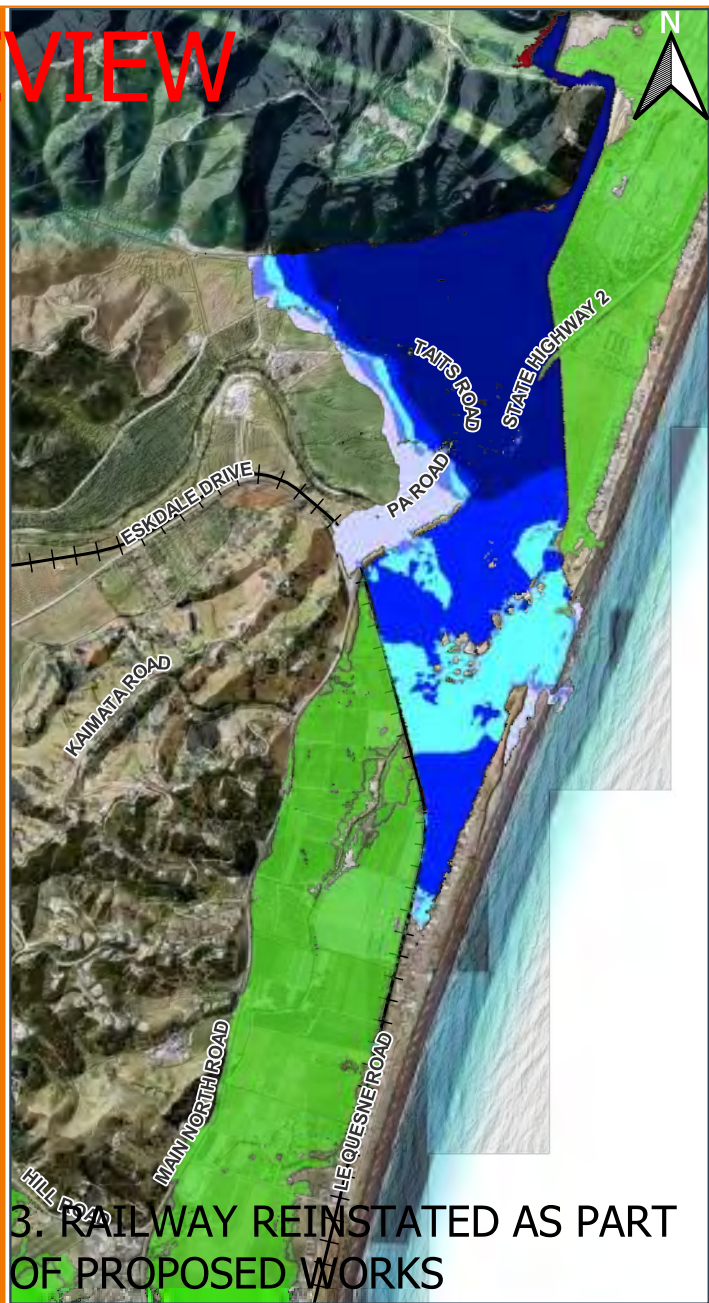 VIEW
N
TAITS ROAD
STATE HIGHWAY 2
PA ROAD
ESKDALE DRIVE
KAIMATA ROAD
MAIN NORTH ROAD
LE QUESNE ROAD
HILL ROAD
3. RAILWAY REINSTATED AS PART
OF PROPOSED WORKS